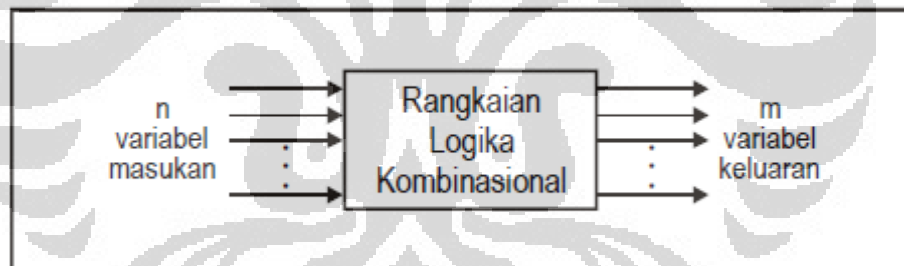 n
variabel
masukan
Rangkaian
Logika
Kombinasional
m
variabel
keluaran